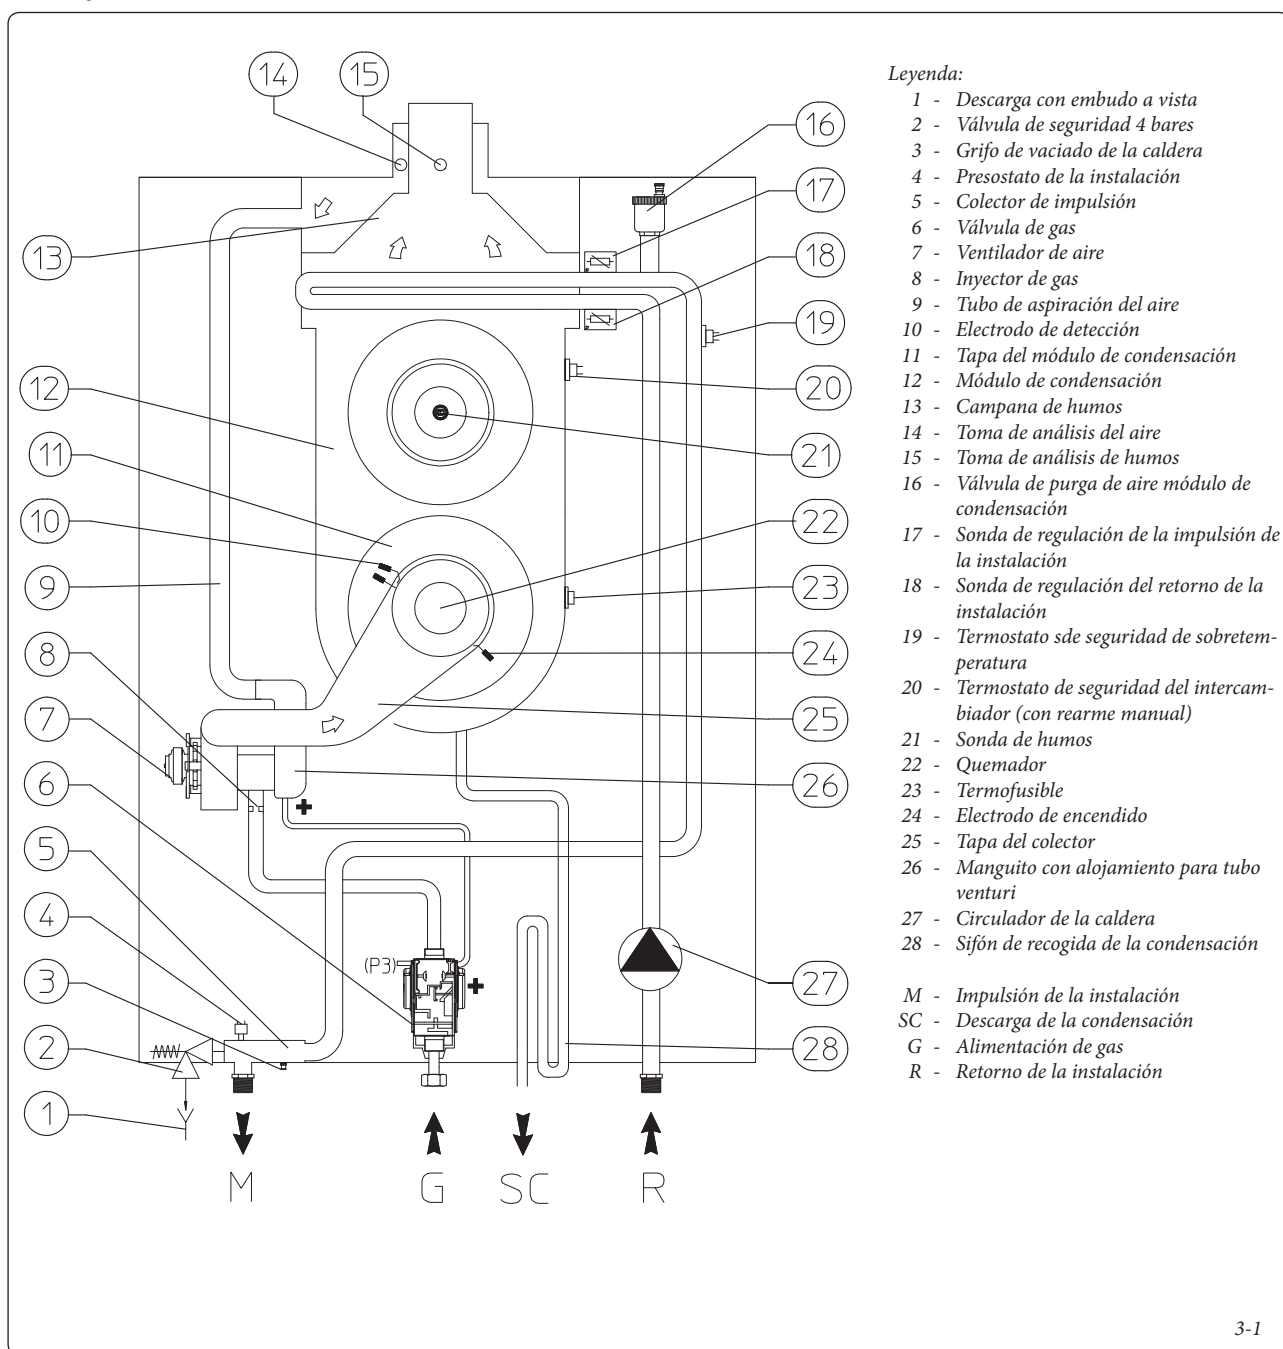 Leyenda:
1 - Descarga con embudo a vista
2 - Válvula de seguridad 4 bares
3 - Grifo de vaciado de la caldera
4 - Presostato de la instalación
5 - Colector de impulsión
6 - Válvula de gas
7 - Ventilador de aire
8 - Inyector de gas
9 - Tubo de aspiración del aire
10 - Electrodo de detección
11 - Tapa del módulo de condensación
12 - Módulo de condensación
13 - Campana de humos
14 - Toma de análisis del aire
15 - Toma de análisis de humos
16 - Válvula de purga de aire módulo de
condensación
17 - Sonda de regulación de la impulsión de
la instalación
18 - Sonda de regulación del retorno de la
instalación
19 - Termostato sde seguridad de sobretem-
peratura
20 - Termostato de seguridad del intercam-
biador (con rearme manual)
21 - Sonda de humos
22 - Quemador
23 - Termofusible
24 - Electrodo de encendido
25 - Tapa del colector
26 - Manguito con alojamiento para tubo
venturi
27 - Circulador de la caldera
28 - Sifón de recogida de la condensación
M - Impulsión de la instalación
SC - Descarga de la condensación
G - Alimentación de gas
R - Retorno de la instalación
14
15
16
17
13
18
19
12
20
11
21
10
22
9
23
8
24
7
25
6
26
5
4
(P3)
3
27
2
28
1
M
G
SC
R
3-1